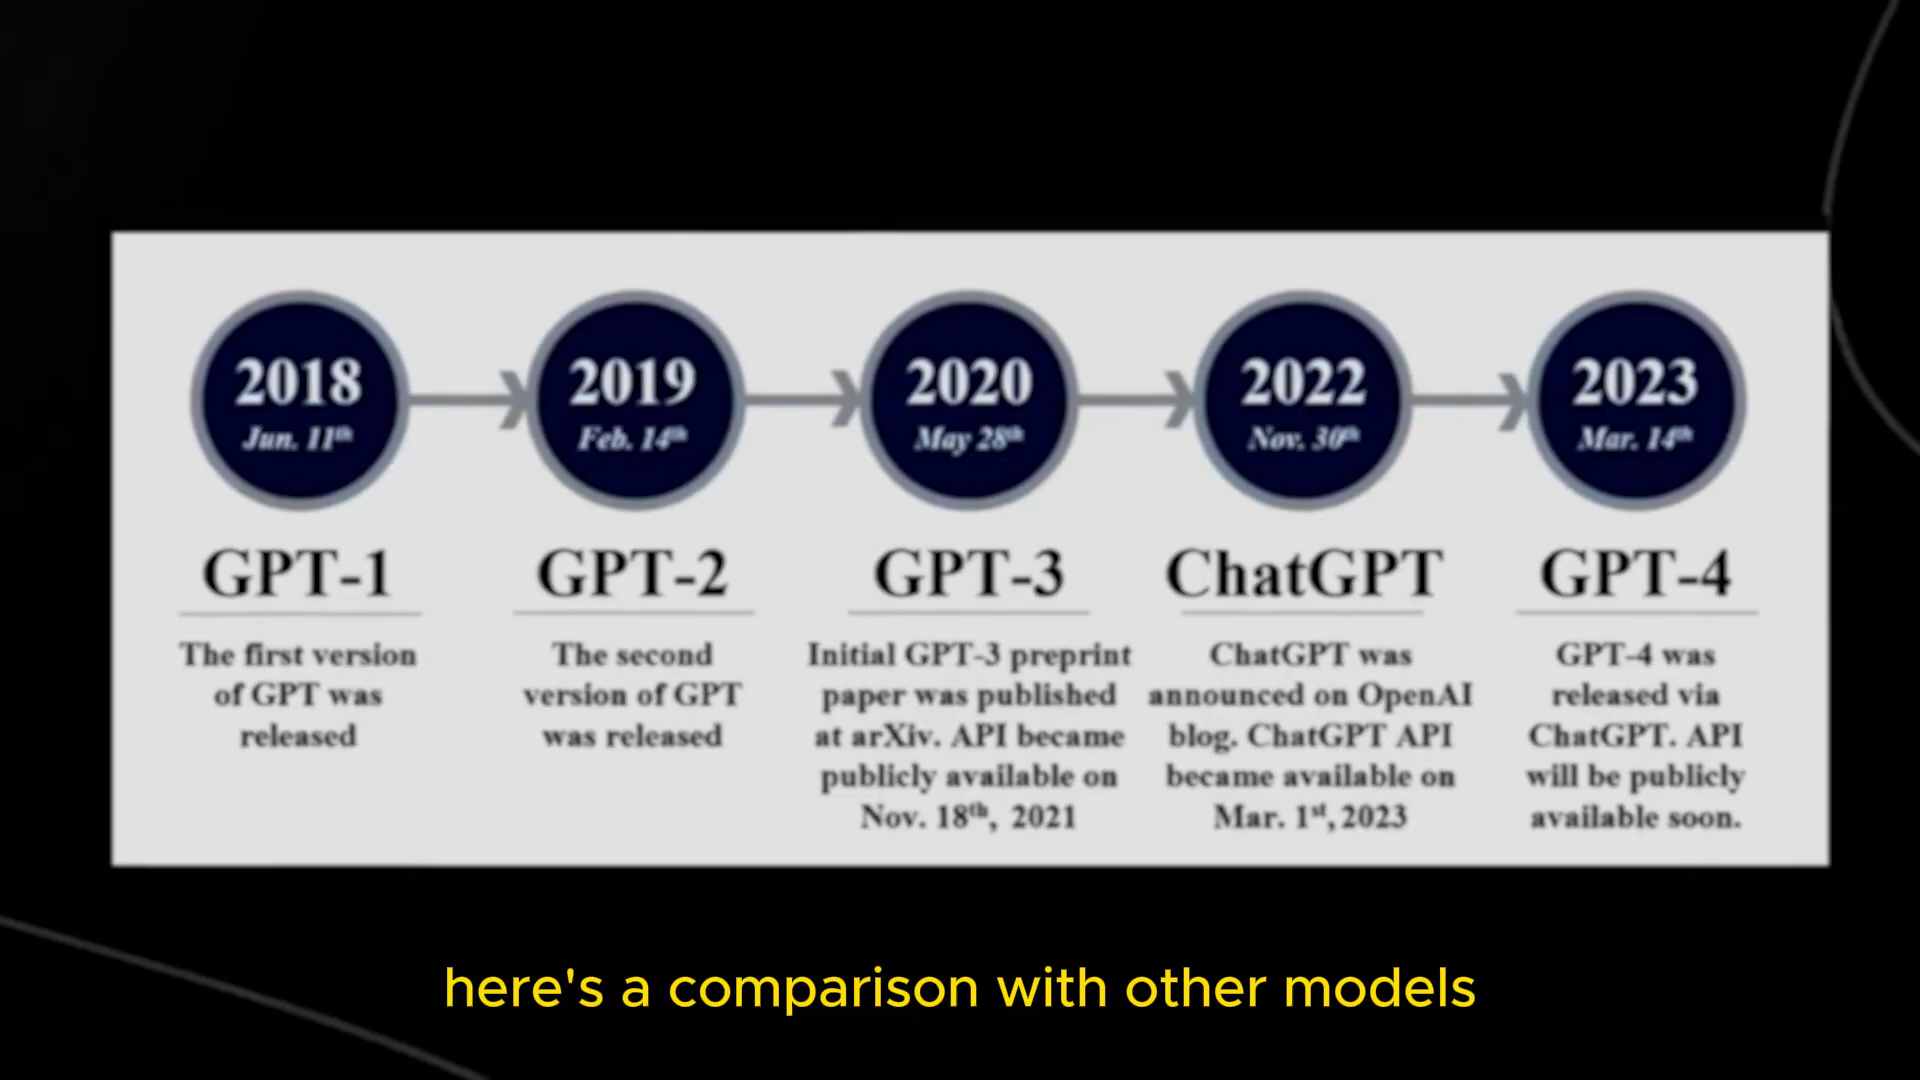 2018
Jun. 11th
2019
Feb. 14th
2020
May 28th
2022
Nov. 30th
2023
Mar. 14th
GPT-1
The first version
of GPT was
released
GPT-2
The second
version of GPT
was released
GPT-3
Initial GPT-3 preprint
paper was published
at arXiv. API became
publicly available on
Nov. 18th, 2021
ChatGPT
ChatGPT was
announced on OpenAI
blog. ChatGPT API
became available on
Mar. 1st, 2023
GPT-4
GPT-4 was
released via
ChatGPT. API
will be publicly
available soon.
here's a comparison with other models